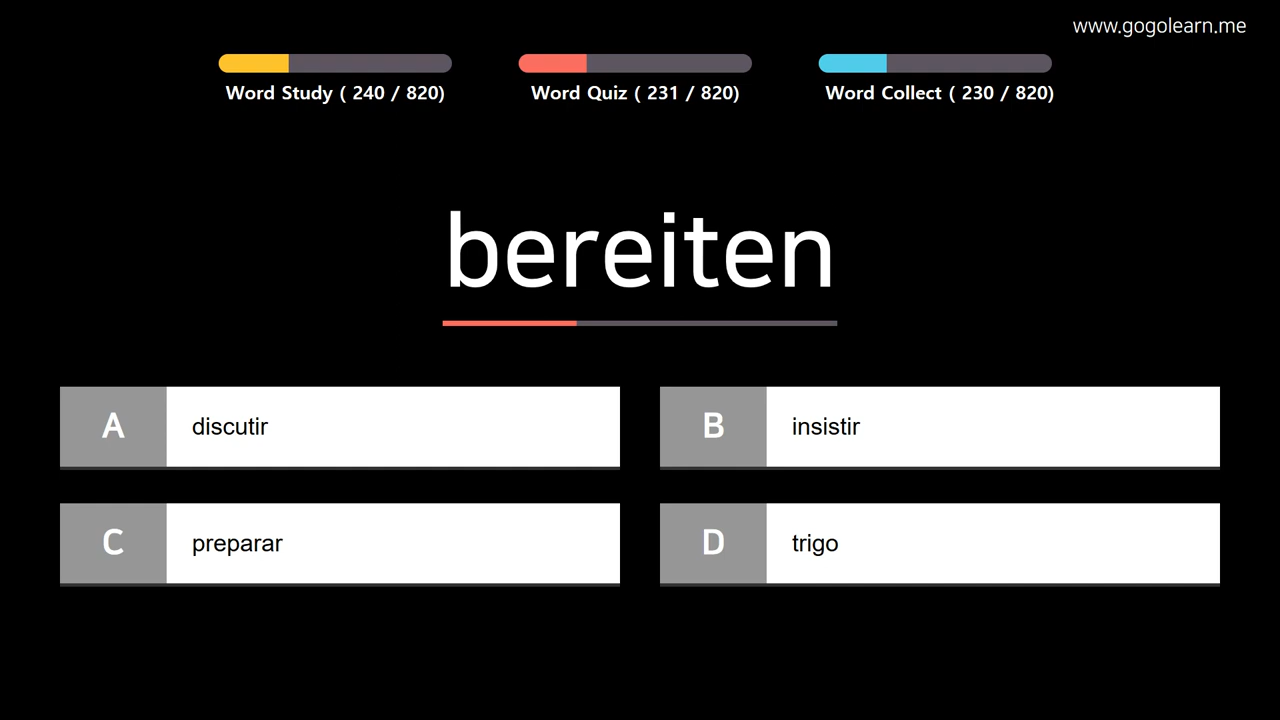 www.gogolearn.me
Word Study ( 240 / 820)
Word Quiz ( 231 / 820)
Word Collect ( 230 / 820)
bereiten
A discutir
B insistir
C preparar
D trigo